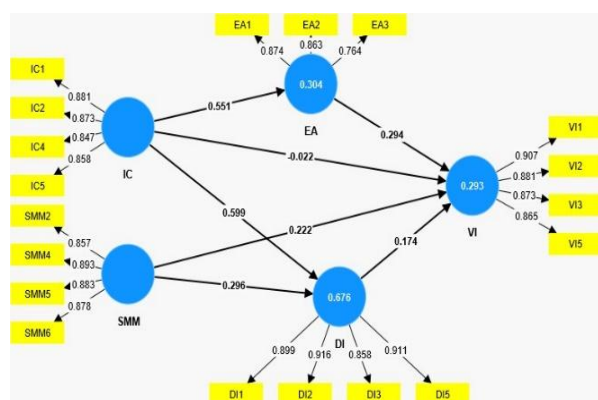 EA1 EA2 EA3
0.874 0.863 0.764
IC1
IC2
IC4
IC5
0.881
0.873
0.847
0.858
IC
0.304
EA
0.551
0.294
-0.022
0.599
0.222
0.296
0.174
VI1
VI2
VI3
VI5
0.907
0.881
0.873
0.865
0.293
VI
SMM2
SMM4
SMM5
SMM6
0.857
0.893
0.883
0.878
SMM
0.676
DI
0.899 0.916 0.858 0.911
DI1 DI2 DI3 DI5